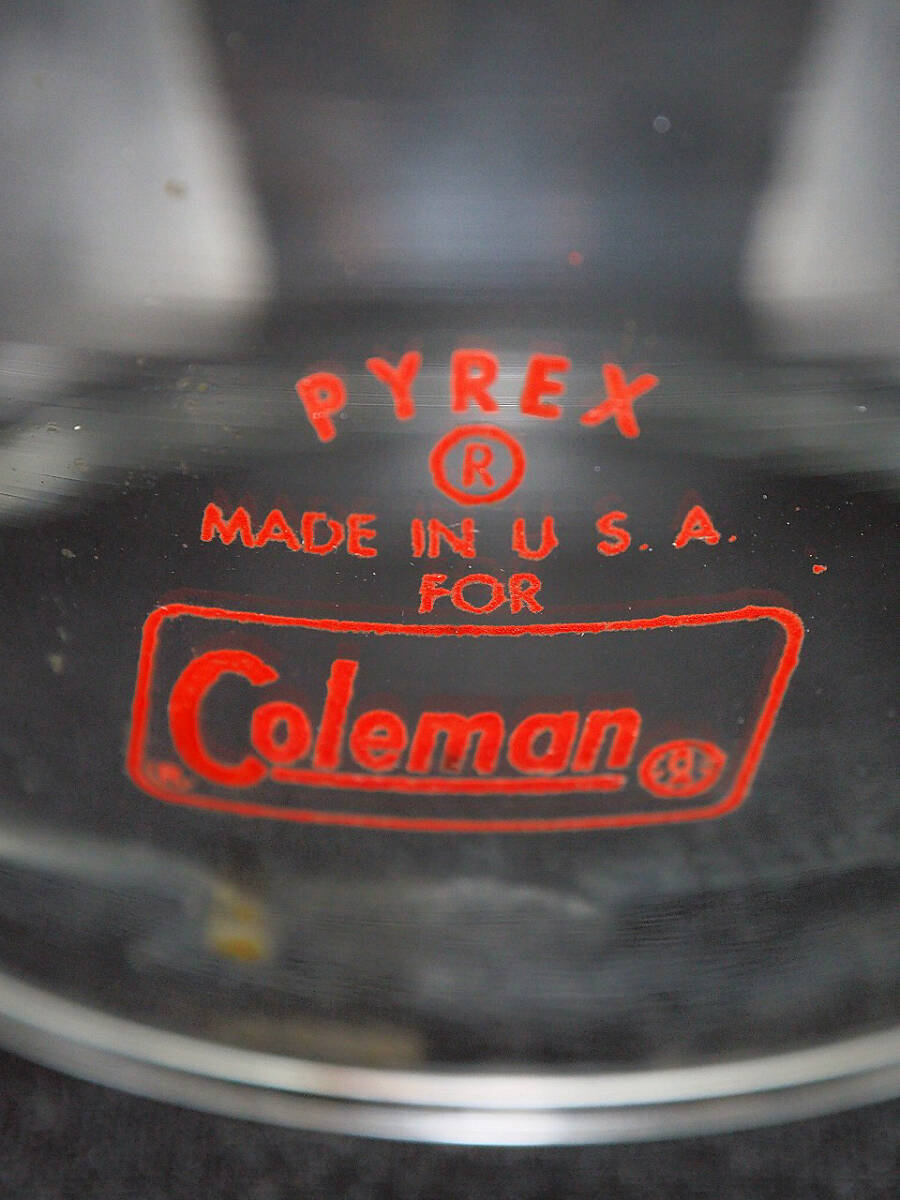 PYREX
®
MADE IN U.S.A.
FOR
Coleman ®